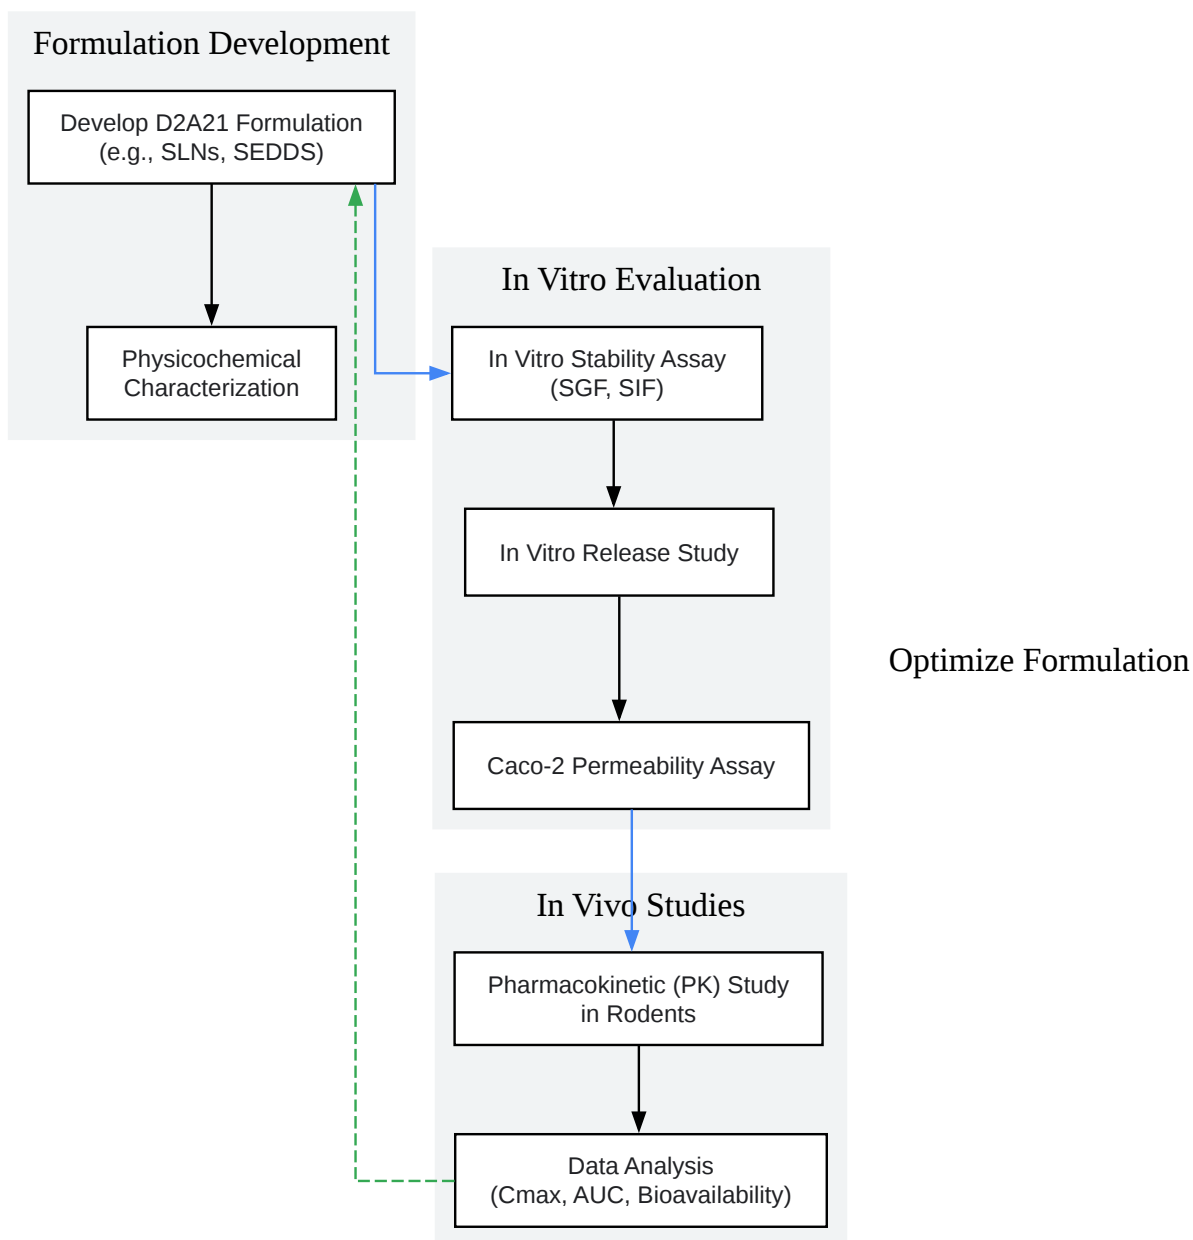 Formulation Development
Develop D2A21 Formulation
(e.g., SLNs, SEDDS)
Physicochemical
Characterization
In Vitro Evaluation
In Vitro Stability Assay
(SGF, SIF)
In Vitro Release Study
Optimize Formulation
Caco-2 Permeability Assay
In Vivo Studies
Pharmacokinetic (PK) Study
in Rodents
Data Analysis
(Cmax, AUC, Bioavailability)